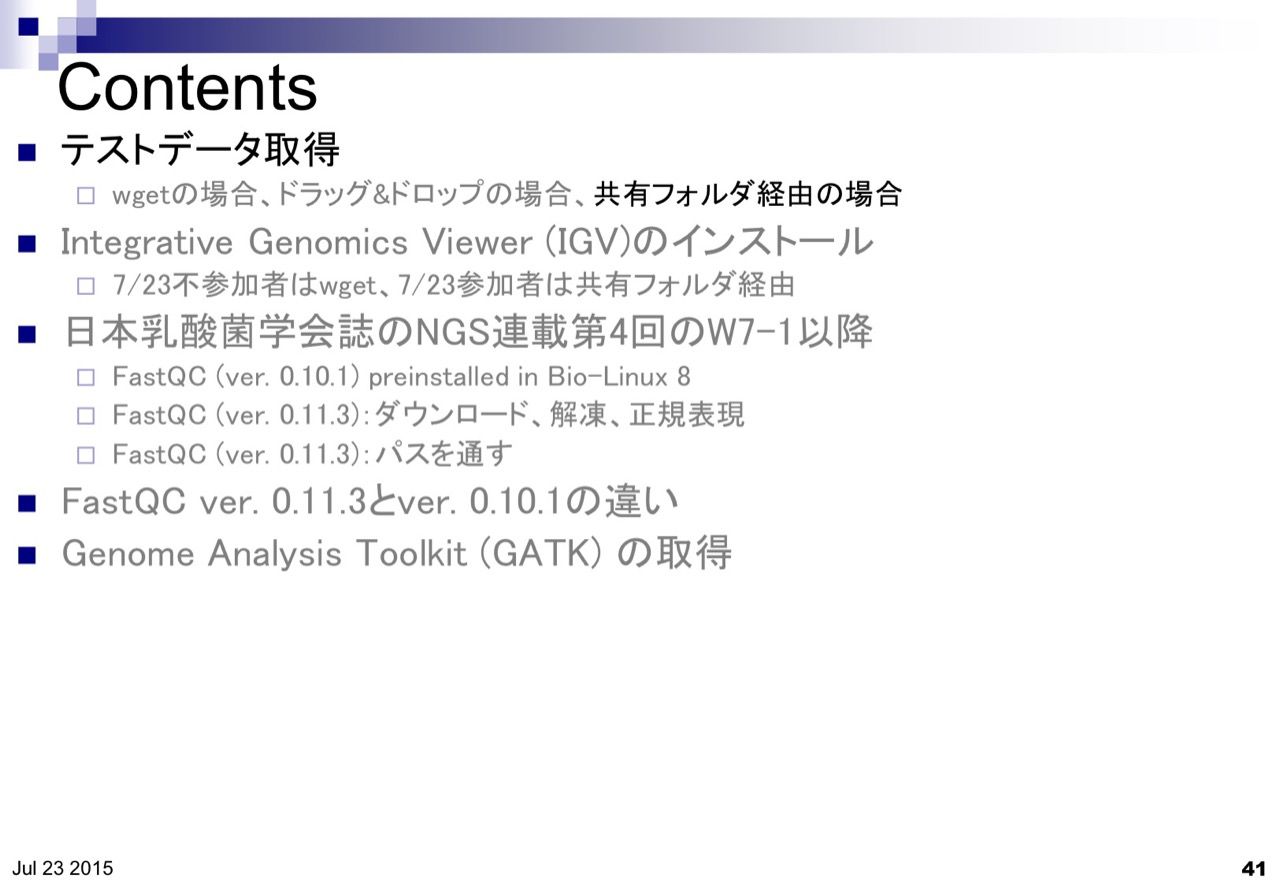 Contents
■ テストデータ取得
□ wgetの場合、ドラッグ&ドロップの場合、共有フォルダ経由の場合
■ Integrative Genomics Viewer (IGV)のインストール
□ 7/23不参加者はwget、7/23参加者は共有フォルダ経由
■ 日本乳酸菌学会誌のNGS連載第4回のW7-1以降
□ FastQC (ver. 0.10.1) preinstalled in Bio-Linux 8
□ FastQC (ver. 0.11.3):ダウンロード、解凍、正規表現
□ FastQC (ver. 0.11.3):パスを通す
■ FastQC ver. 0.11.3とver. 0.10.1の違い
■ Genome Analysis Toolkit (GATK) の取得
Jul 23 2015
41